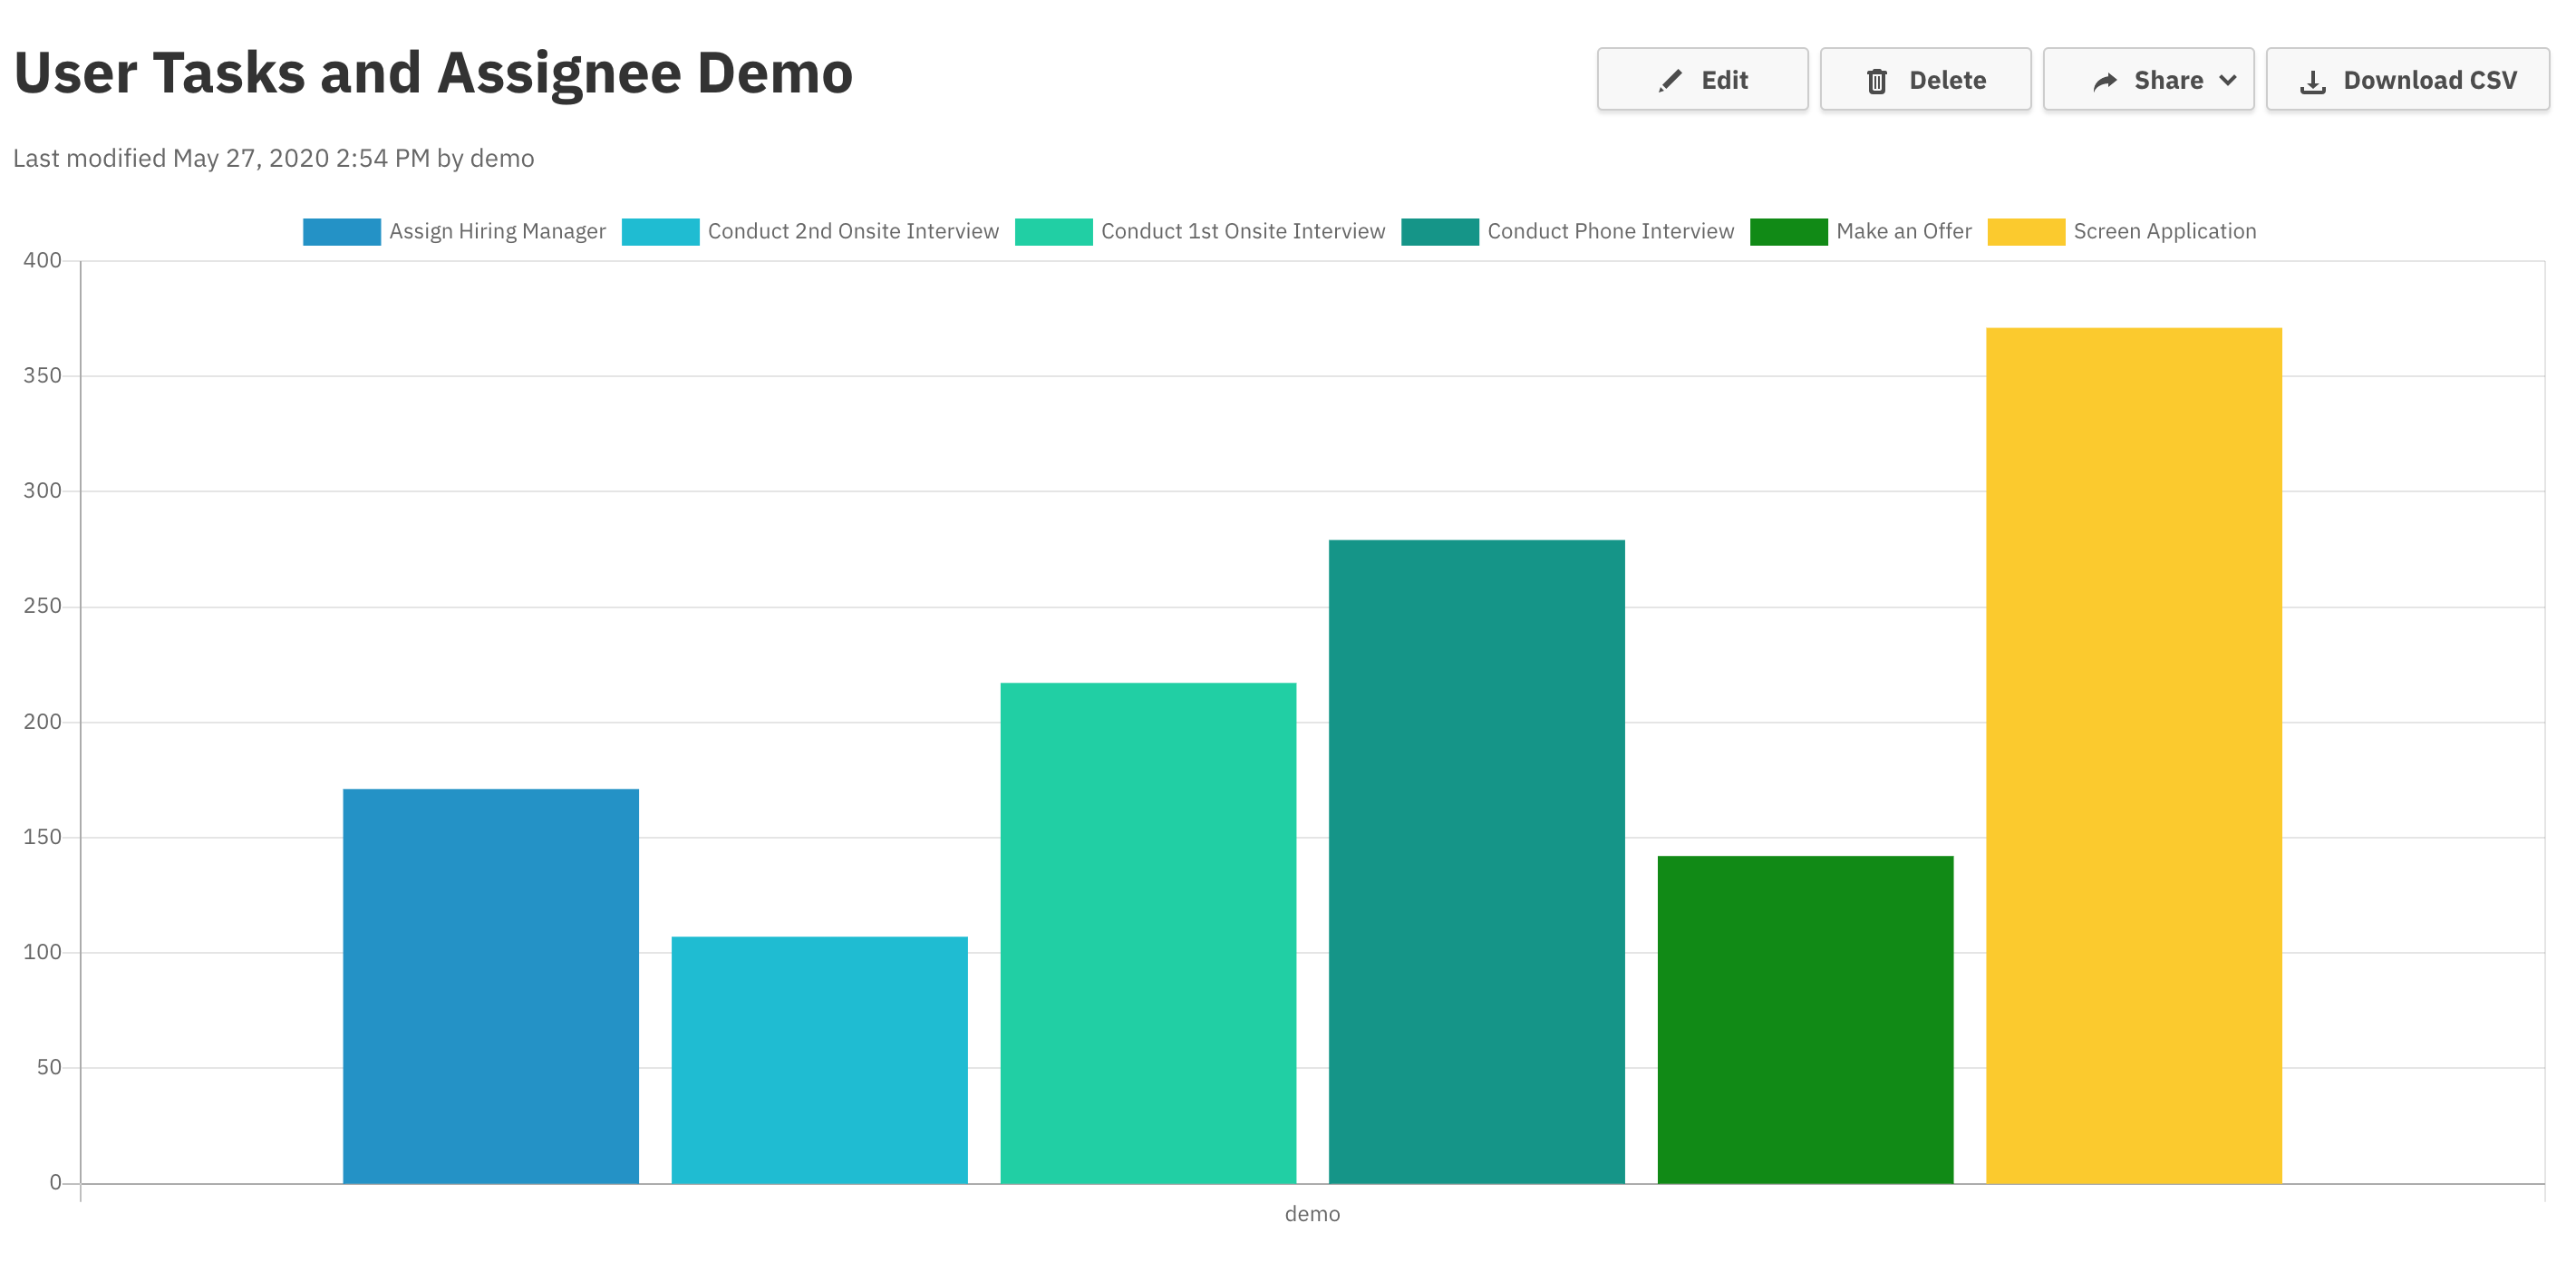 User Tasks and Assignee Demo
Edit
Delete
Share
Download CSV
Last modified May 27, 2020 2:54 PM by demo
Assign Hiring Manager
Conduct 2nd Onsite Interview
Conduct 1st Onsite Interview
Conduct Phone Interview
Make an Offer
Screen Application
400
350
300
250
200
150
100
50
0
demo